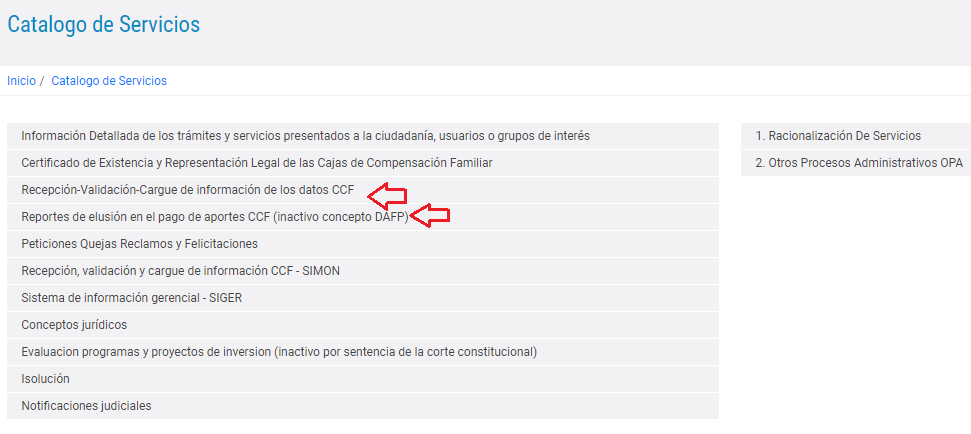 Catalogo de Servicios
Inicio / Catalogo de Servicios
Información Detallada de los trámites y servicios presentados a la ciudadanía, usuarios o grupos de interés
Certificado de Existencia y Representación Legal de las Cajas de Compensación Familiar
Recepción-Validación-Cargue de información de los datos CCF
Reportes de elusión en el pago de aportes CCF (inactivo concepto DAFP)
Peticiones Quejas Reclamos y Felicitaciones
Recepción, validación y cargue de información CCF - SIMON
Sistema de información gerencial - SIGER
Conceptos jurídicos
Evaluacion programas y proyectos de inversion (inactivo por sentencia de la corte constitucional)
Isolución
Notificaciones judiciales
1. Racionalización De Servicios
2. Otros Procesos Administrativos OPA